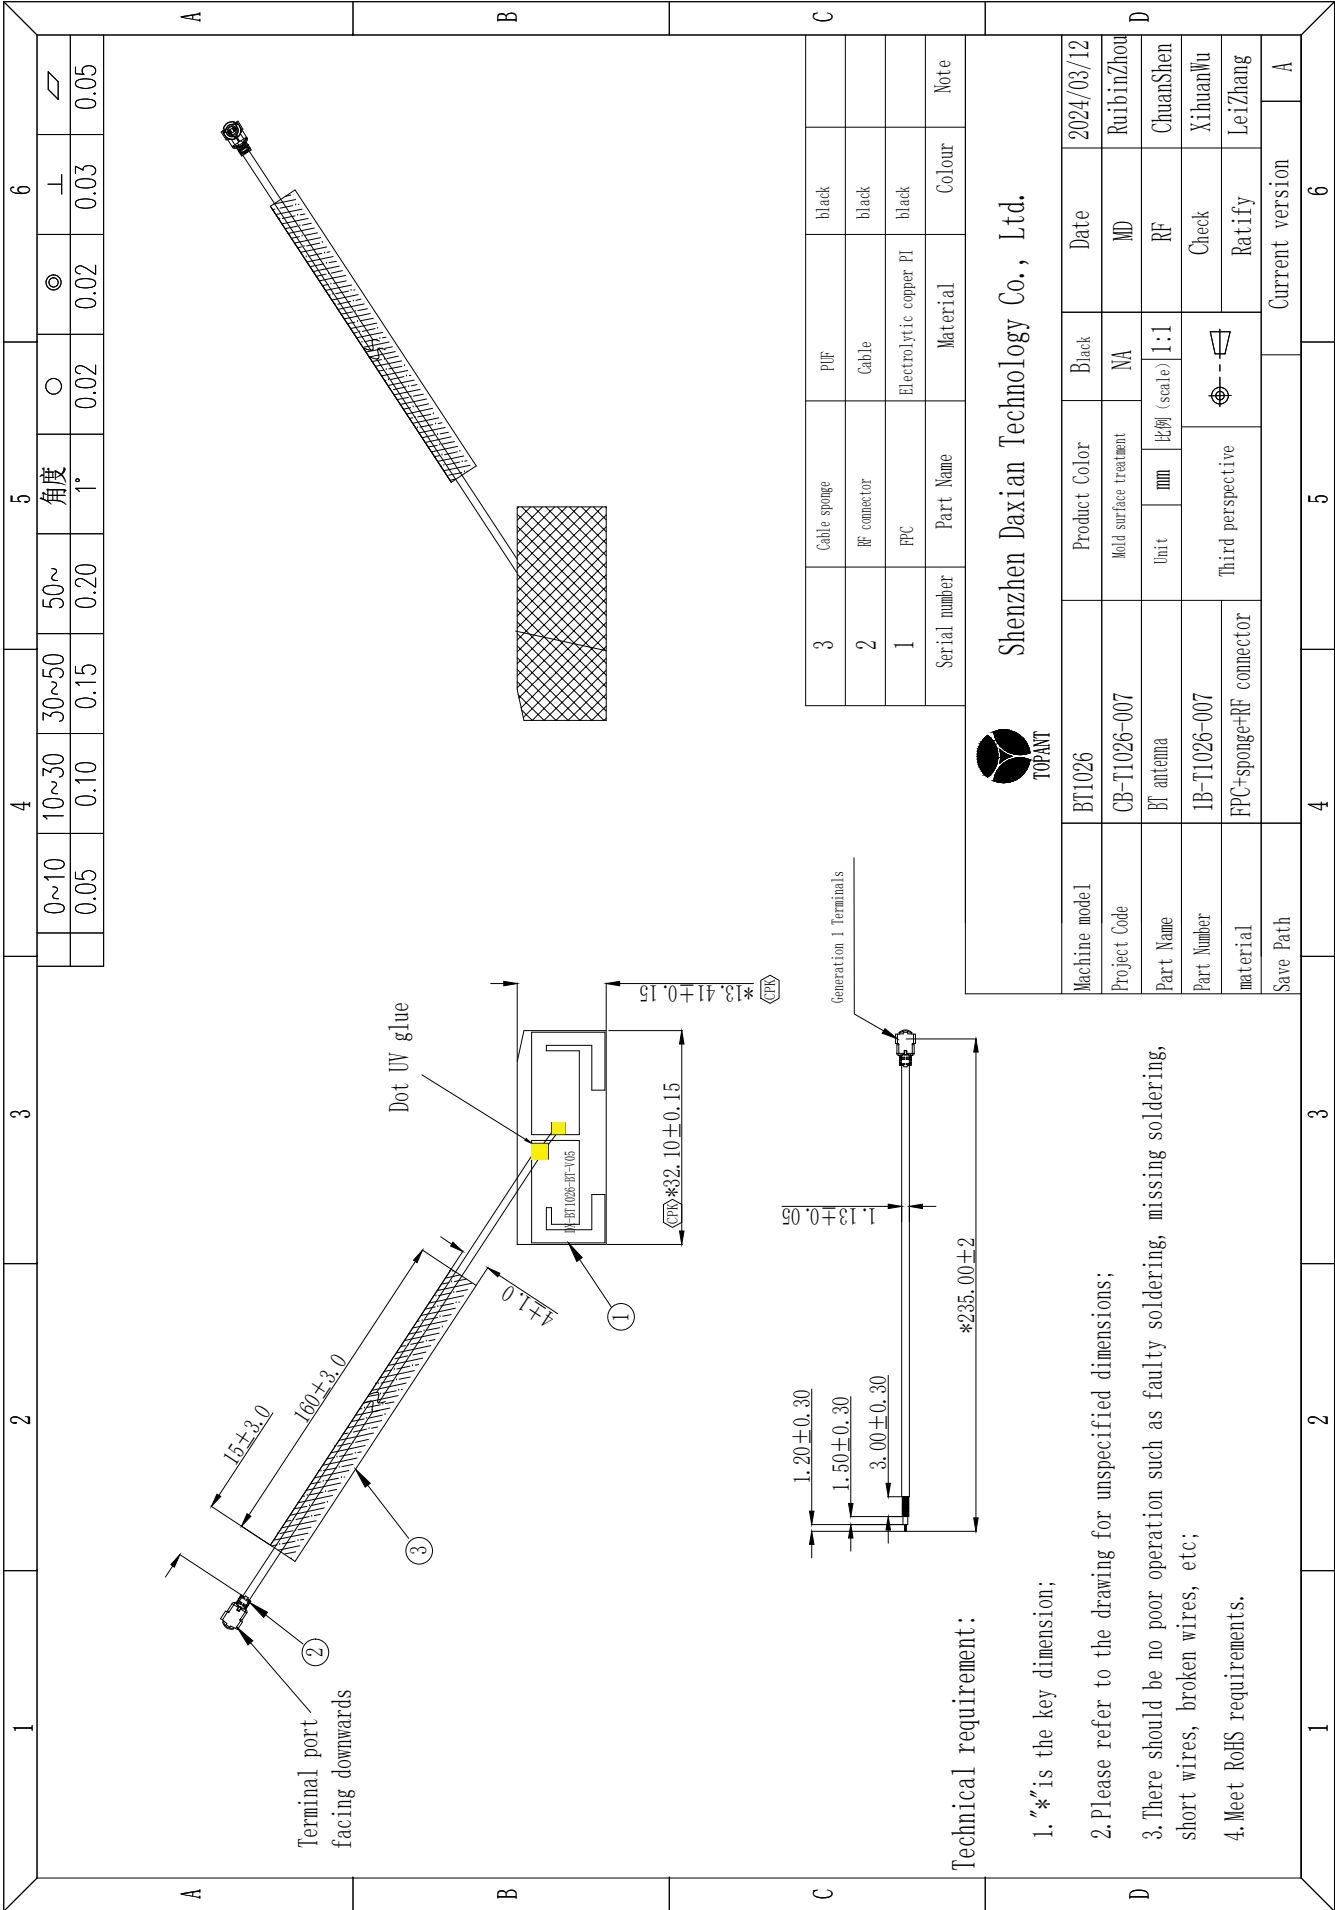 1
2
3
4
5
6
A
B
C
D
0~10 10~30 30~50 50~ 角度
0.05 0.10 0.15 0.20 1° 0.02 0.02 0.03 0.05
Terminal port
facing downwards
15±3.0
160±3.0
4±1.0
Dot UV glue
DX-BT1026-BT-V05
*13.41±0.15
CPK
CPK *32.10±0.15
1
2
3
1.20±0.30
1.50±0.30
3.00±0.30
1.13±0.05
*235.00±2
Generation 1 Terminals
Technical requirement:
1."*"is the key dimension;
2.Please refer to the drawing for unspecified dimensions;
3.There should be no poor operation such as faulty soldering, missing soldering,
short wires, broken wires, etc;
4.Meet RoHS requirements.
3 Cable sponge PUF black
2 RF connector Cable black
1 FPC Electrolytic copper PI black
Serial number Part Name Material Colour Note
TOPANT
Shenzhen Daxian Technology Co., Ltd.
Machine model BT1026 Product Color Black Date 2024/03/12
Project Code CB-T1026-007 Mold surface treatment NA MD RuibinZhou
Part Name BT antenna Unit mm 比例 (scale) 1:1 RF ChuanShen
Part Number 1B-T1026-007 Third perspective Check XihuanWu
material FPC+sponge+RF connector Ratify LeiZhang
Save Path Current version A
A
B
C
D
1
2
3
4
5
6